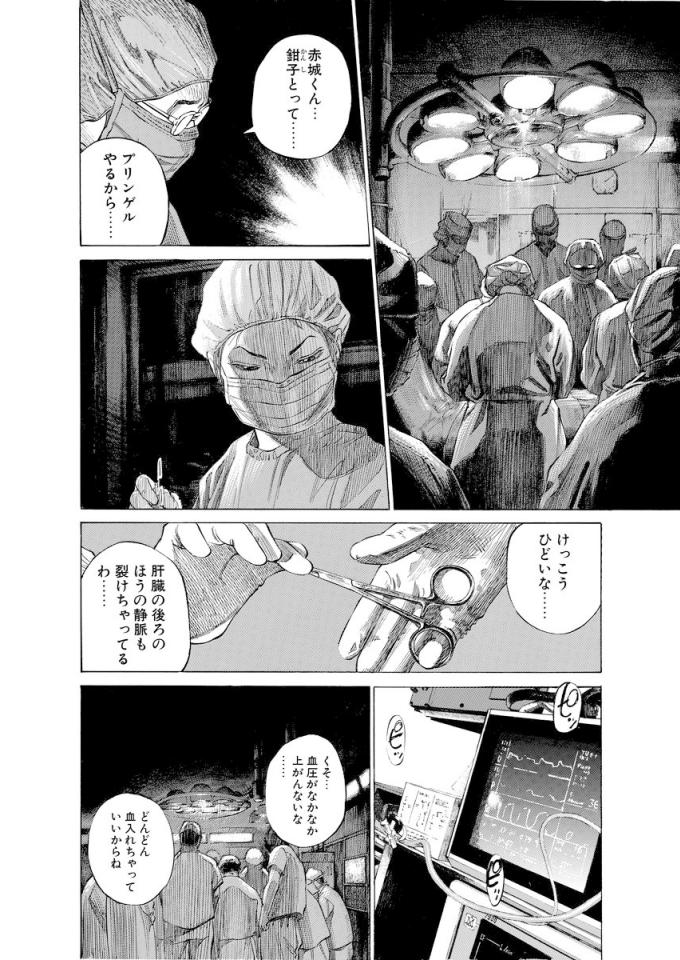 赤城くん…
鉗子とって……
かんし
プリンゲル
やるから……
けっこう
ひどいな……
肝臓の後ろの
ほうの静脈も
裂けちゃってる
わ……
ピッ
ピッ
ピッ
36
くそ…
血圧がなかなか
上がんないな
どんどん
血入れちゃって
いいからね